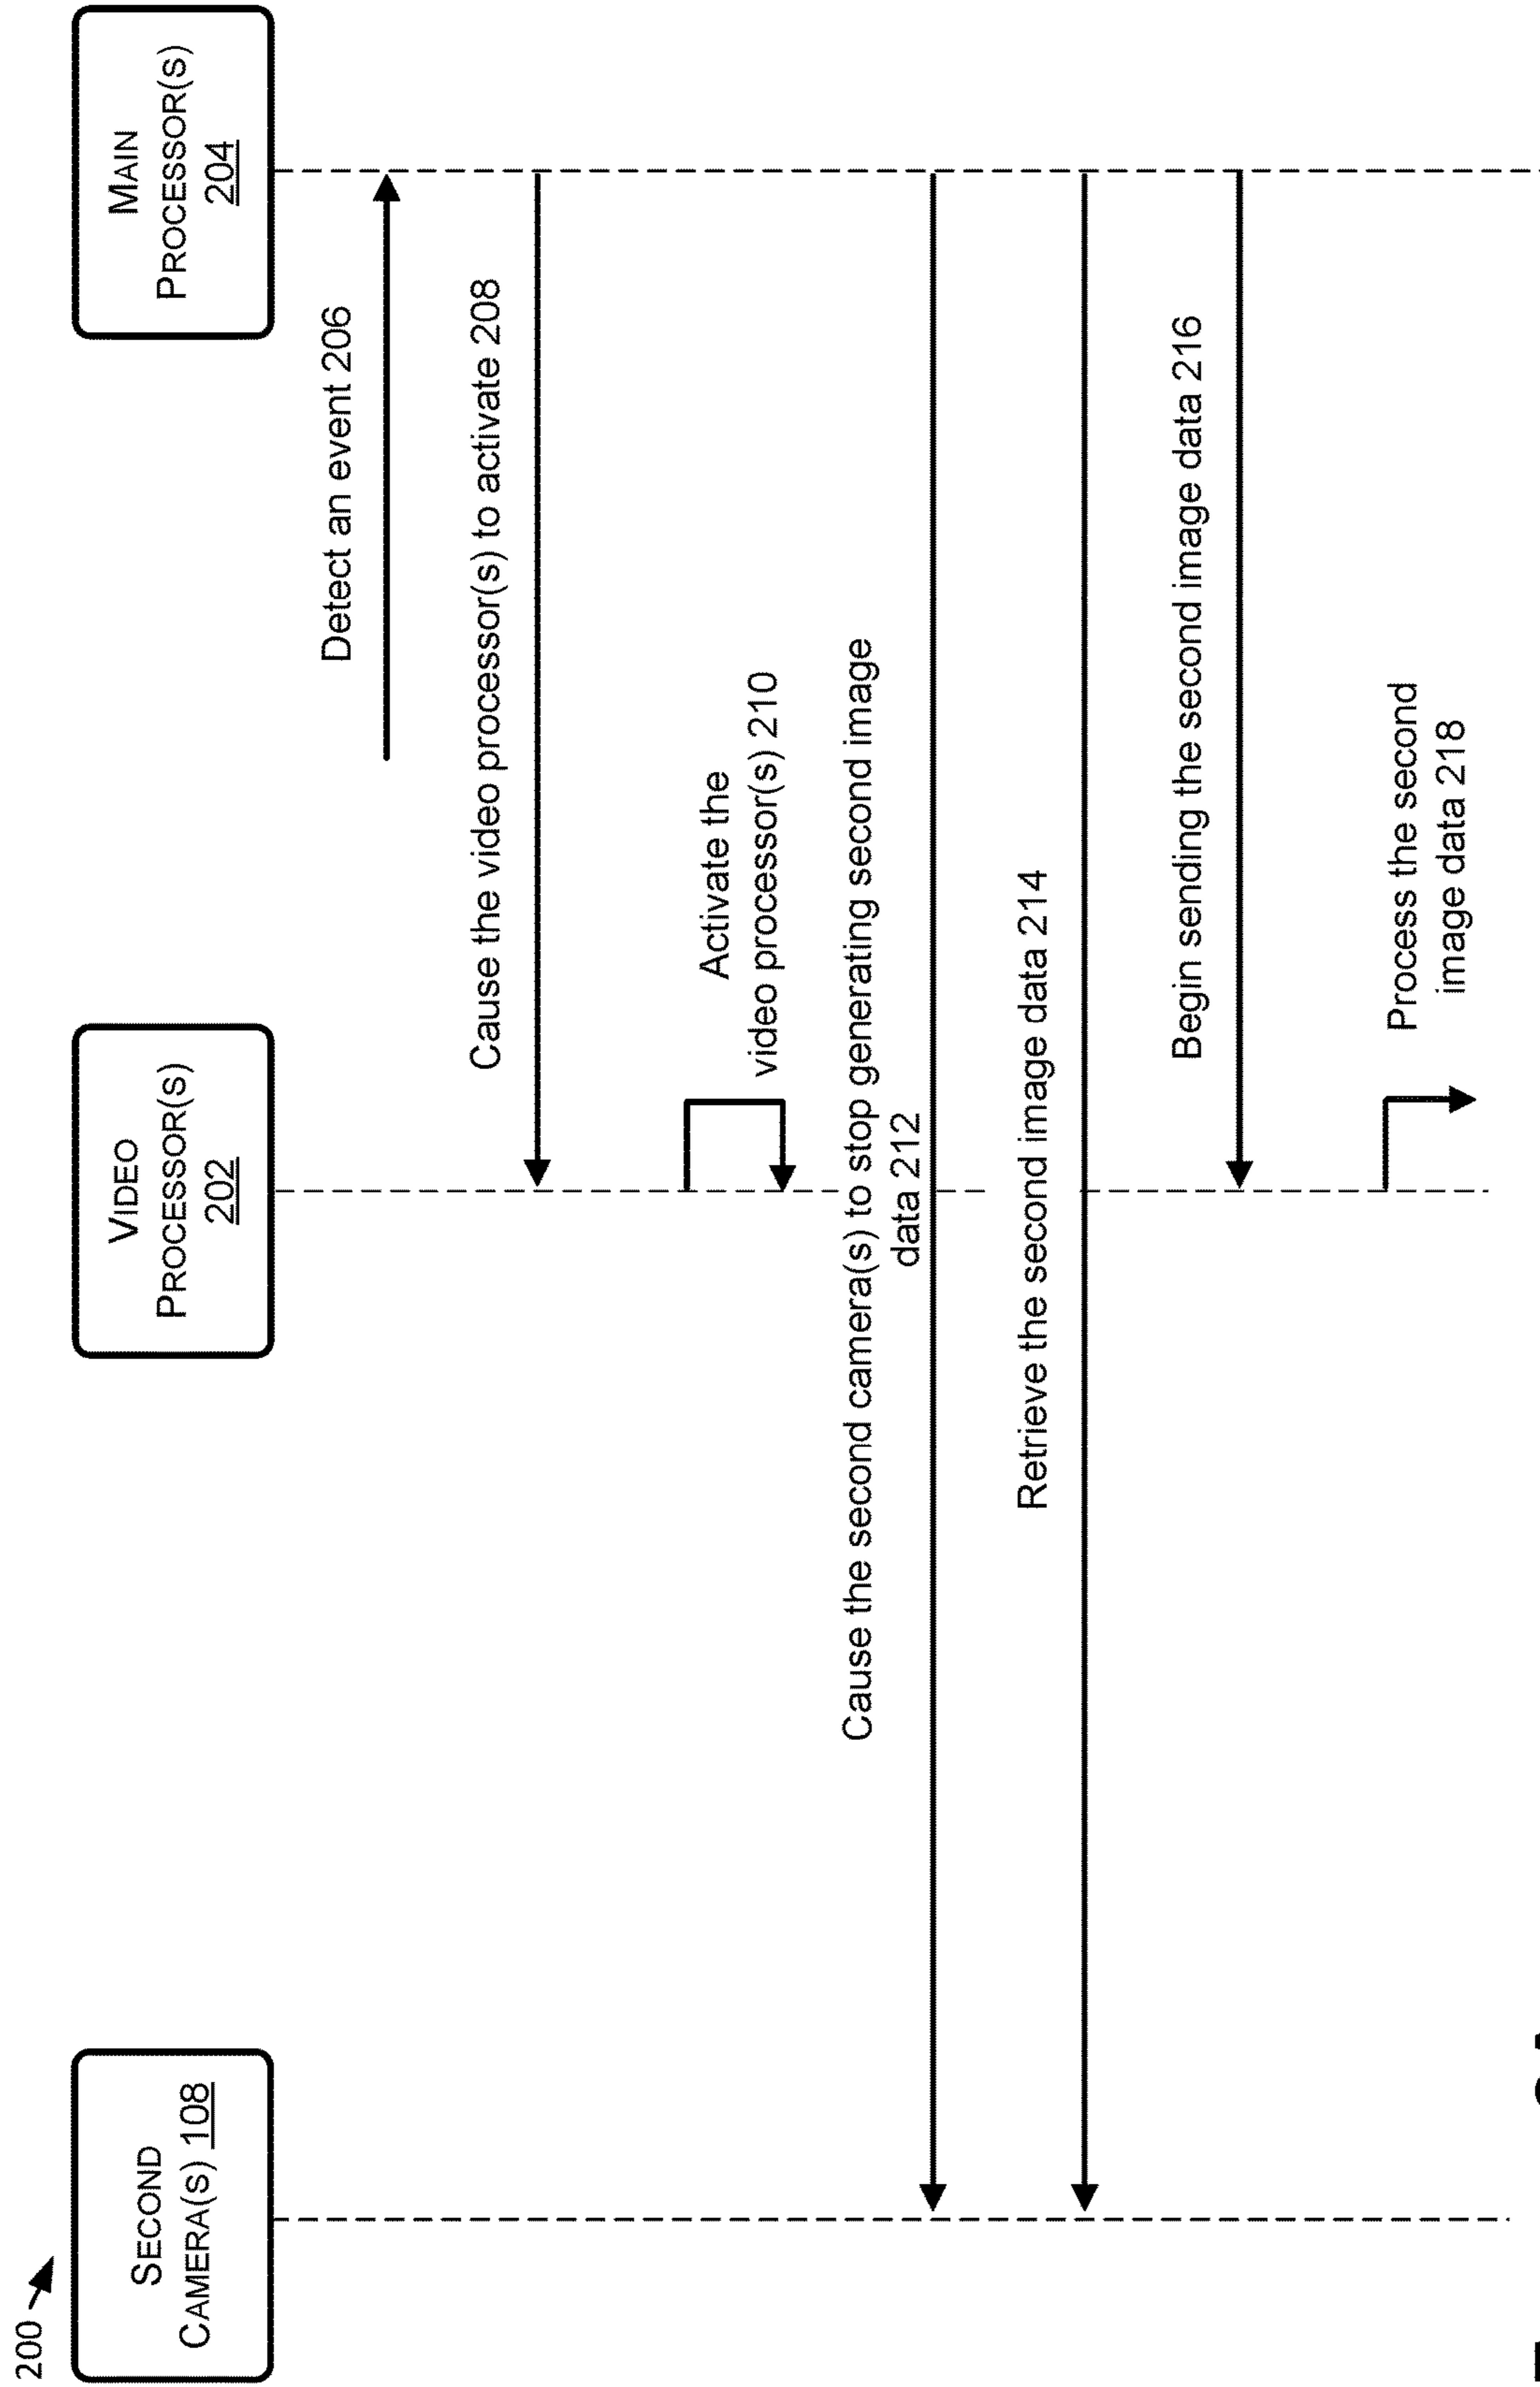 200
SECOND
CAMERA(S) 108
VIDEO
PROCESSOR(S)
202
MAIN
PROCESSOR(S)
204
Detect an event 206
Cause the video processor(s) to activate 208
Activate the
video processor(s) 210
Cause the second camera(s) to stop generating second image
data 212
Retrieve the second image data 214
Begin sending the second image data 216
Process the second
image data 218